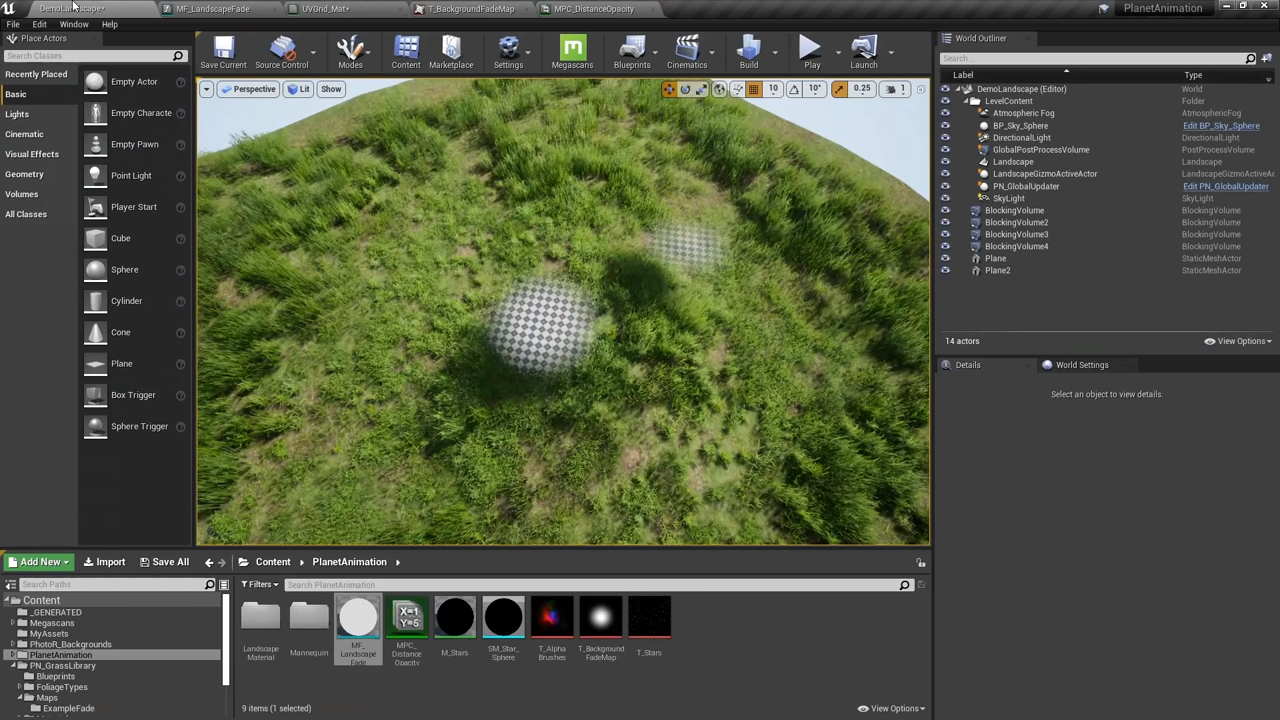 DemoLandscape*
MF_LandscapeFade
UVGrid_Mat*
T_BackgroundFadeMap
MPC_DistanceOpacity
PlanetAnimation
File
Edit
Window
Help
Place Actors
Search Classes
Recently Placed
Basic
Lights
Cinematic
Visual Effects
Geometry
Volumes
All Classes
Empty Actor
Empty Characte
Empty Pawn
Point Light
Player Start
Cube
Sphere
Cylinder
Cone
Plane
Box Trigger
Sphere Trigger
Save Current
Source Control
Modes
Content
Marketplace
Settings
Megascans
Blueprints
Cinematics
Build
Play
Launch
Perspective
Lit
Show
10
10°
0.25
1
World Outliner
Search...
Label
Type
DemoLandscape (Editor) World
LevelContent Folder
Atmospheric Fog AtmosphericFog
BP_Sky_Sphere Edit BP_Sky_Sphere
DirectionalLight DirectionalLight
GlobalPostProcessVolume PostProcessVolume
Landscape Landscape
LandscapeGizmoActiveActor LandscapeGizmoActiveAc
PN_GlobalUpdater Edit PN_GlobalUpdater
SkyLight SkyLight
BlockingVolume BlockingVolume
BlockingVolume2 BlockingVolume
BlockingVolume3 BlockingVolume
BlockingVolume4 BlockingVolume
Plane StaticMeshActor
Plane2 StaticMeshActor
14 actors
View Options
Details
World Settings
Select an object to view details.
Add New
Import
Save All
Content
PlanetAnimation
Search Paths
Content
_GENERATED
Megascans
MyAssets
PhotoR_Backgrounds
PlanetAnimation
PN_GrassLibrary
Blueprints
FoliageTypes
Maps
ExampleFade
Filters
Search PlanetAnimation
Landscape
Material
Mannequin
MF_
Landscape
Fade
X=1
Y=5
MPC_
Distance
Opacity
M_Stars
SM_Star_
Sphere
T_Alpha
Brushes
T_Background
FadeMap
T_Stars
9 items (1 selected)
View Options